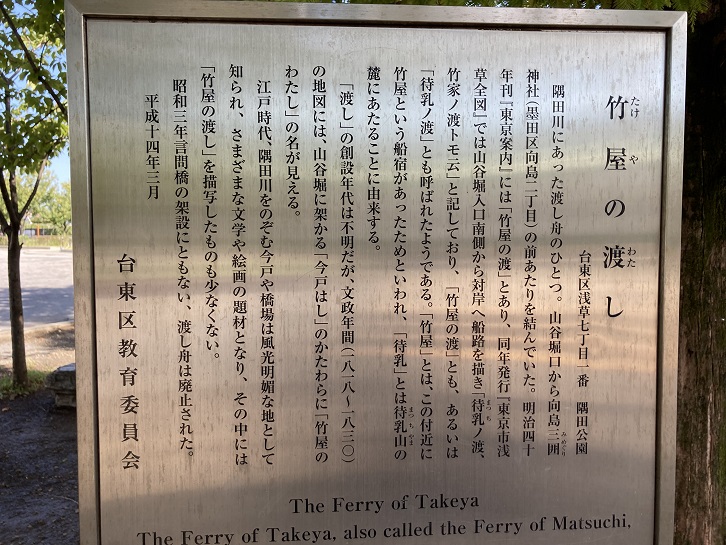 竹屋の渡し
たけ や わた
台東区浅草七丁目一番 隅田公園
隅田川にあった渡し舟のひとつ。山谷堀口から向島三囲
みめぐり
神社(墨田区向島二丁目)の前あたりを結んでいた。明治四十
年刊『東京案内』には「竹屋の渡」とあり、同年発行『東京市浅
草全図』では山谷堀入口南側から対岸へ船路を描き「待乳ノ渡、
まつち
竹家ノ渡トモ云」と記しており、「竹屋の渡」とも、あるいは
「待乳ノ渡」とも呼ばれたようである。「竹屋」とは、この付近に
竹屋という船宿があったためといわれ、「待乳」とは待乳山の
まつちやま
麓にあたることに由来する。
「渡し」の創設年代は不明だが、文政年間(一八一八〜一八三〇)
の地図には、山谷堀に架かる「今戸はし」のかたわらに「竹屋の
わたし」の名が見える。
江戸時代、隅田川をのぞむ今戸や橋場は風光明媚な地として
知られ、さまざまな文学や絵画の題材となり、その中には
「竹屋の渡し」を描写したものも少なくない。
昭和三年言問橋の架設にともない、渡し舟は廃止された。
平成十四年三月
台東区教育委員会
The Ferry of Takeya
The Ferry of Takeya, also called the Ferry of Matsuchi,